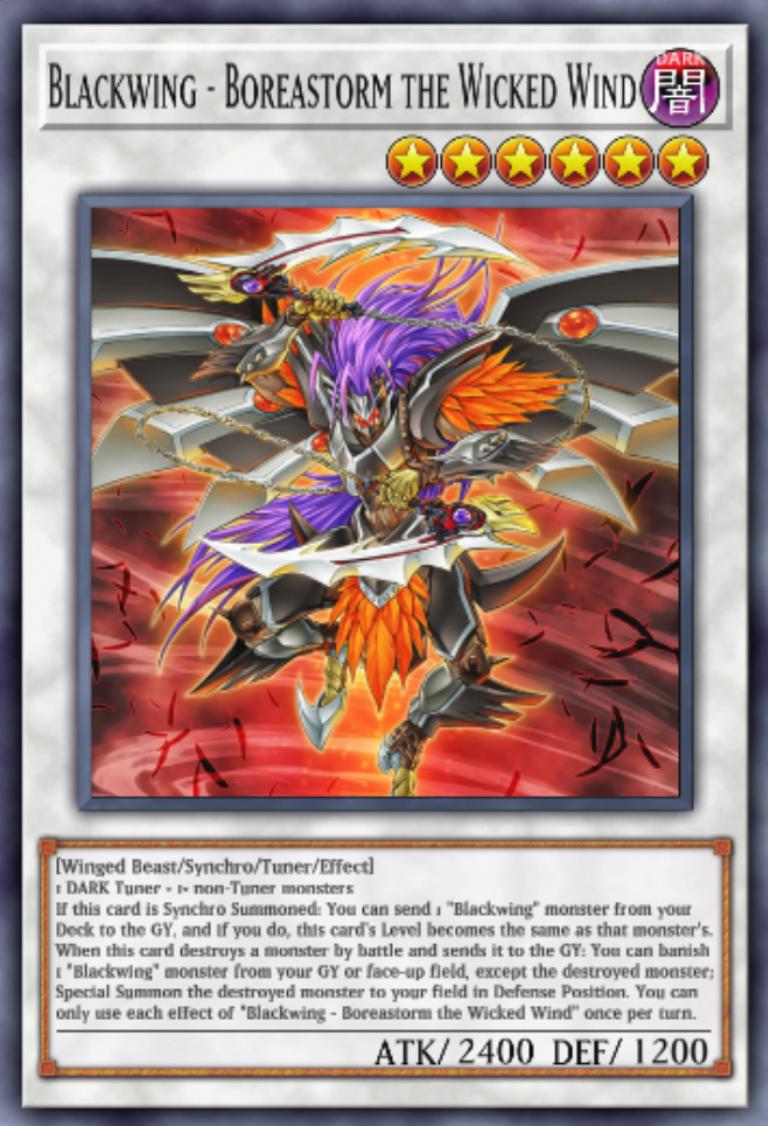 BLACKWING - BOREASTORM THE WICKED WIND
DARK
闇
[Winged Beast/Synchro/Tuner/Effect]
1 DARK Tuner + 1+ non-Tuner monsters
If this card is Synchro Summoned: You can send 1 "Blackwing" monster from your
Deck to the GY, and if you do, this card's Level becomes the same as that monster's.
When this card destroys a monster by battle and sends it to the GY: You can banish
1 "Blackwing" monster from your GY or face-up field, except the destroyed monster;
Special Summon the destroyed monster to your field in Defense Position. You can
only use each effect of "Blackwing - Boreastorm the Wicked Wind" once per turn.
ATK/ 2400 DEF/ 1200